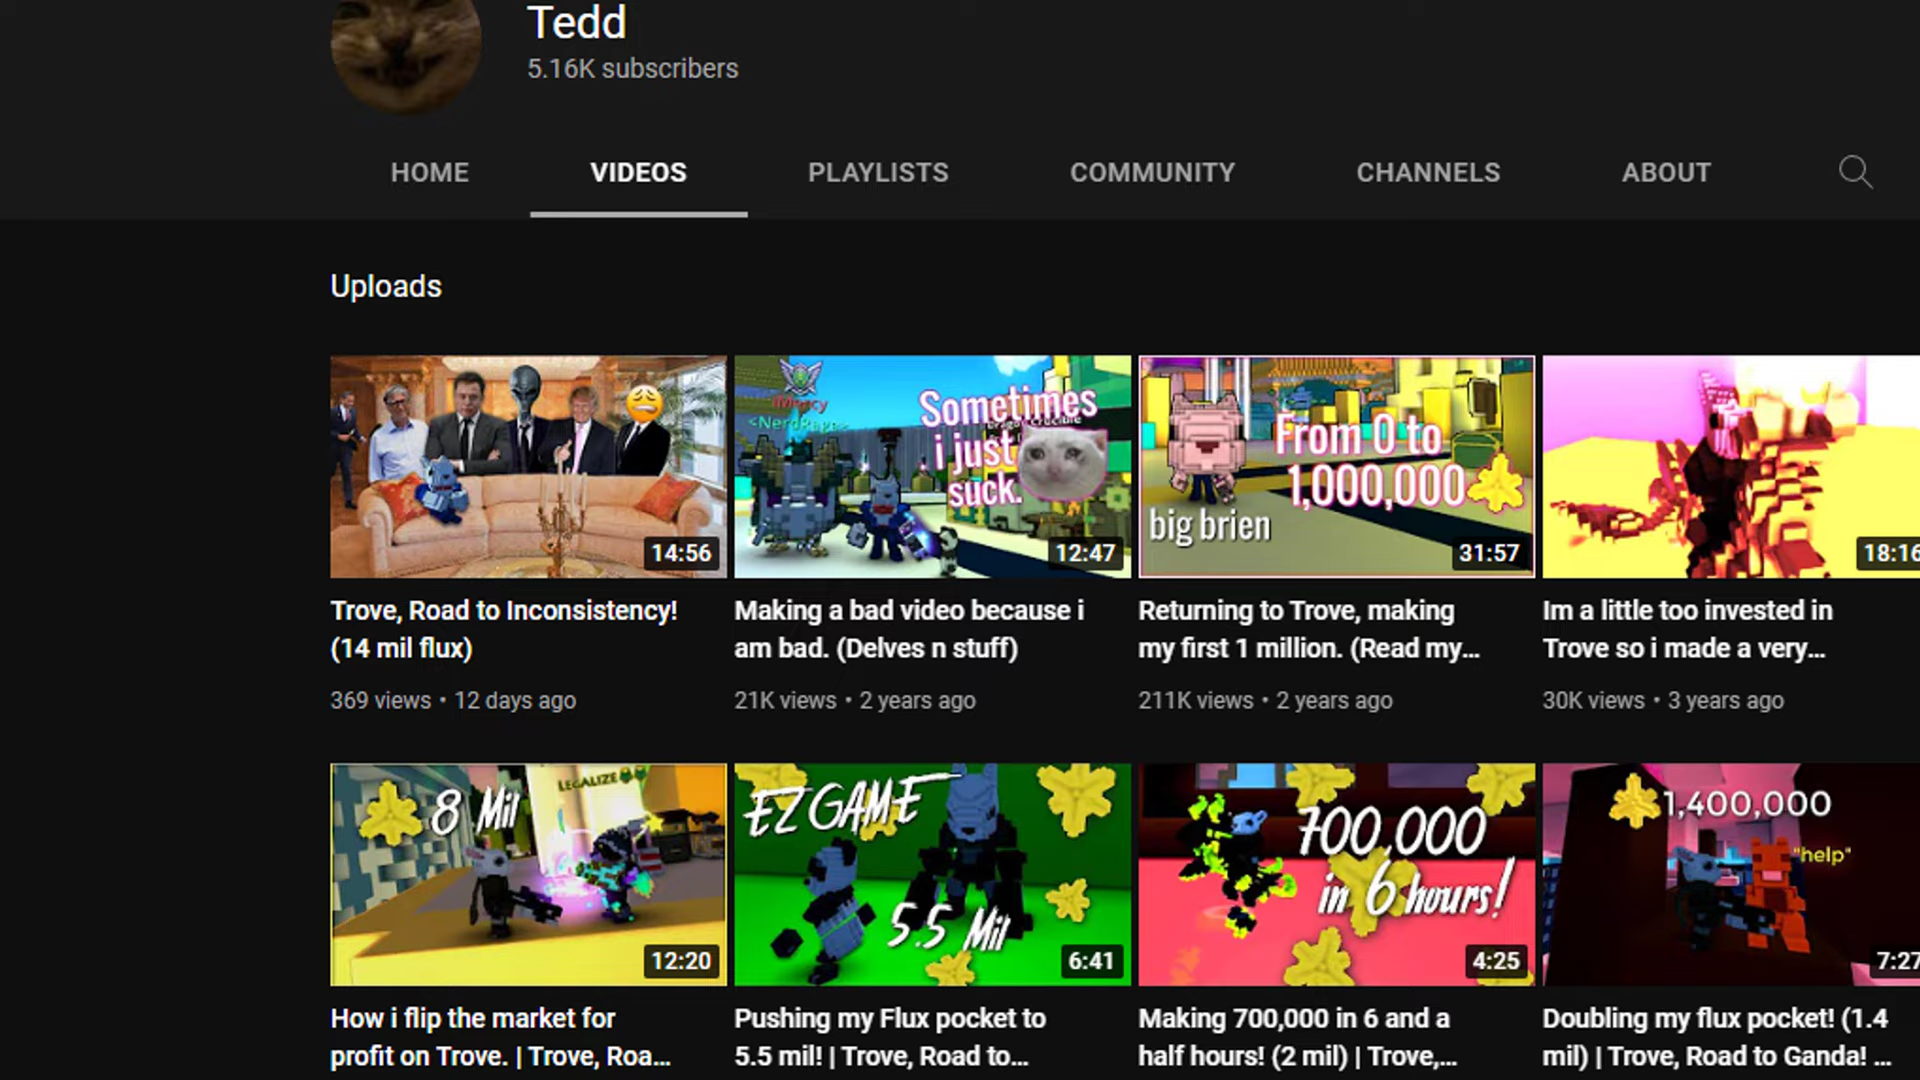 Tedd
5.16K subscribers
HOME
VIDEOS
PLAYLISTS
COMMUNITY
CHANNELS
ABOUT
Uploads
14:56
iMercy
<NerdRage>
Sometimes
i just
suck.
12:47
From 0 to
1,000,000
big brien
31:57
18:16
Trove, Road to Inconsistency!
(14 mil flux)
369 views • 12 days ago
Making a bad video because i
am bad. (Delves n stuff)
21K views • 2 years ago
Returning to Trove, making
my first 1 million. (Read my...
211K views • 2 years ago
Im a little too invested in
Trove so i made a very...
30K views • 3 years ago
8 Mil
LEGALIZE
12:20
EZ GAME
5.5 Mil
6:41
700,000
in 6 hours!
4:25
1,400,000
"help"
7:27
How i flip the market for
profit on Trove. | Trove, Roa...
Pushing my Flux pocket to
5.5 mil! | Trove, Road to...
Making 700,000 in 6 and a
half hours! (2 mil) | Trove,...
Doubling my flux pocket! (1.4
mil) | Trove, Road to Ganda! ...